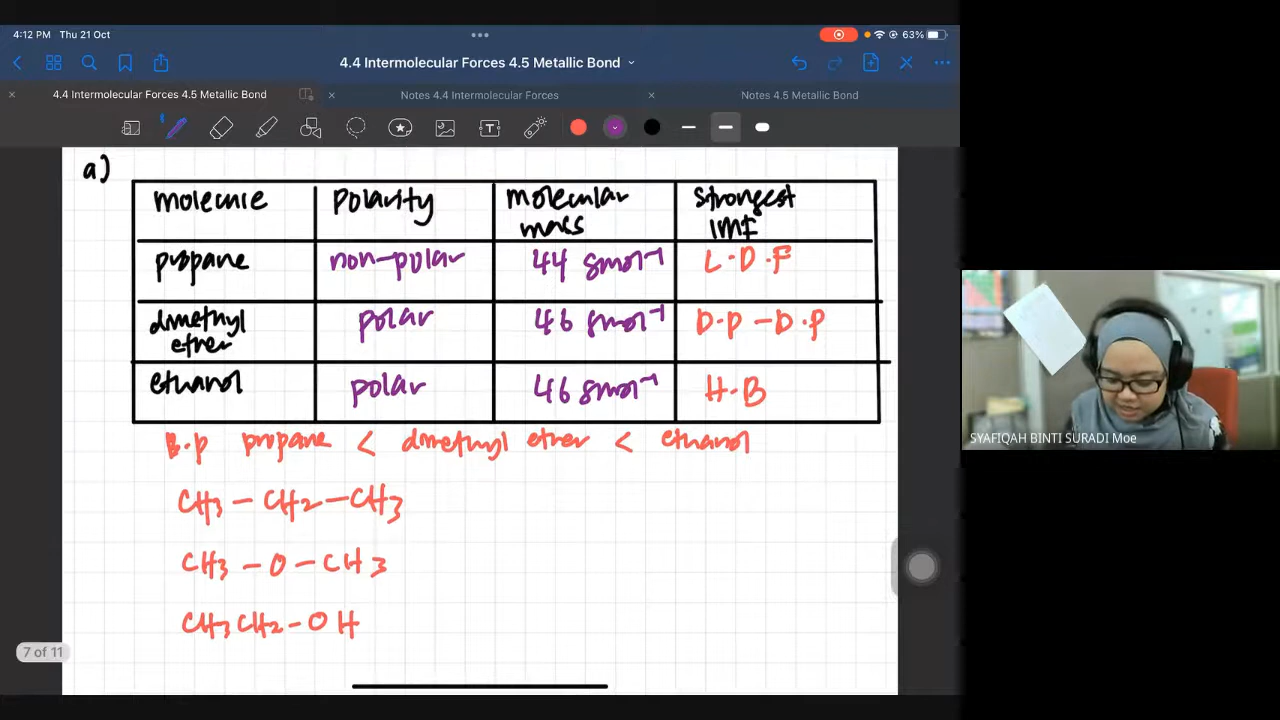 4:12 PM Thu 21 Oct
63%
4.4 Intermolecular Forces 4.5 Metallic Bond
4.4 Intermolecular Forces 4.5 Metallic Bond
Notes 4.4 Intermolecular Forces
Notes 4.5 Metallic Bond
a)
molecule polarity molecular mass strongest IMF
propane non-polar 44 gmol⁻¹ L.D.F
dimethyl ether polar 46 gmol⁻¹ D.P - D.P
ethanol polar 46 gmol⁻¹ H.B
B.p propane < dimethyl ether < ethanol
CH3 - CH2 - CH3
CH3 - O - CH3
CH3 CH2 - OH
7 of 11
SYAFIQAH BINTI SURADI Moe